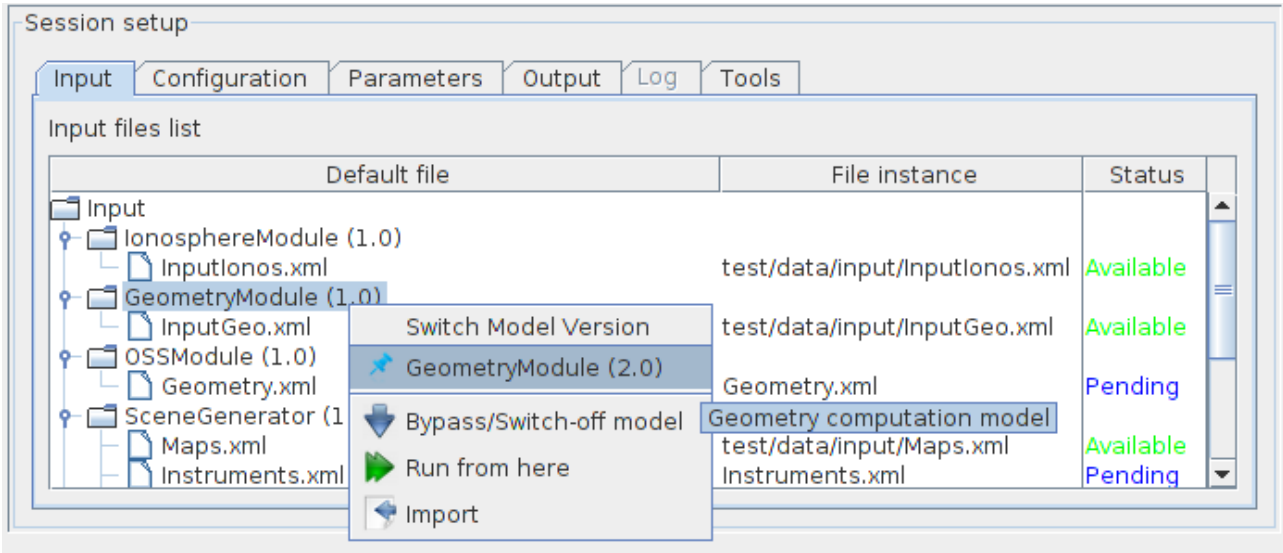 Session setup
Input Configuration Parameters Output Log Tools
Input files list
Default file File instance Status
Input
IonosphereModule (1.0)
InputIonos.xml test/data/input/InputIonos.xml Available
GeometryModule (1.0)
InputGeo.xml Switch Model Version test/data/input/InputGeo.xml Available
OSSModule (1.0) GeometryModule (2.0)
Geometry.xml Geometry.xml Pending
SceneGenerator (1 Bypass/Switch-off model Geometry computation model
Maps.xml test/data/input/Maps.xml Available
Instruments.xml Run from here Instruments.xml Pending
Import